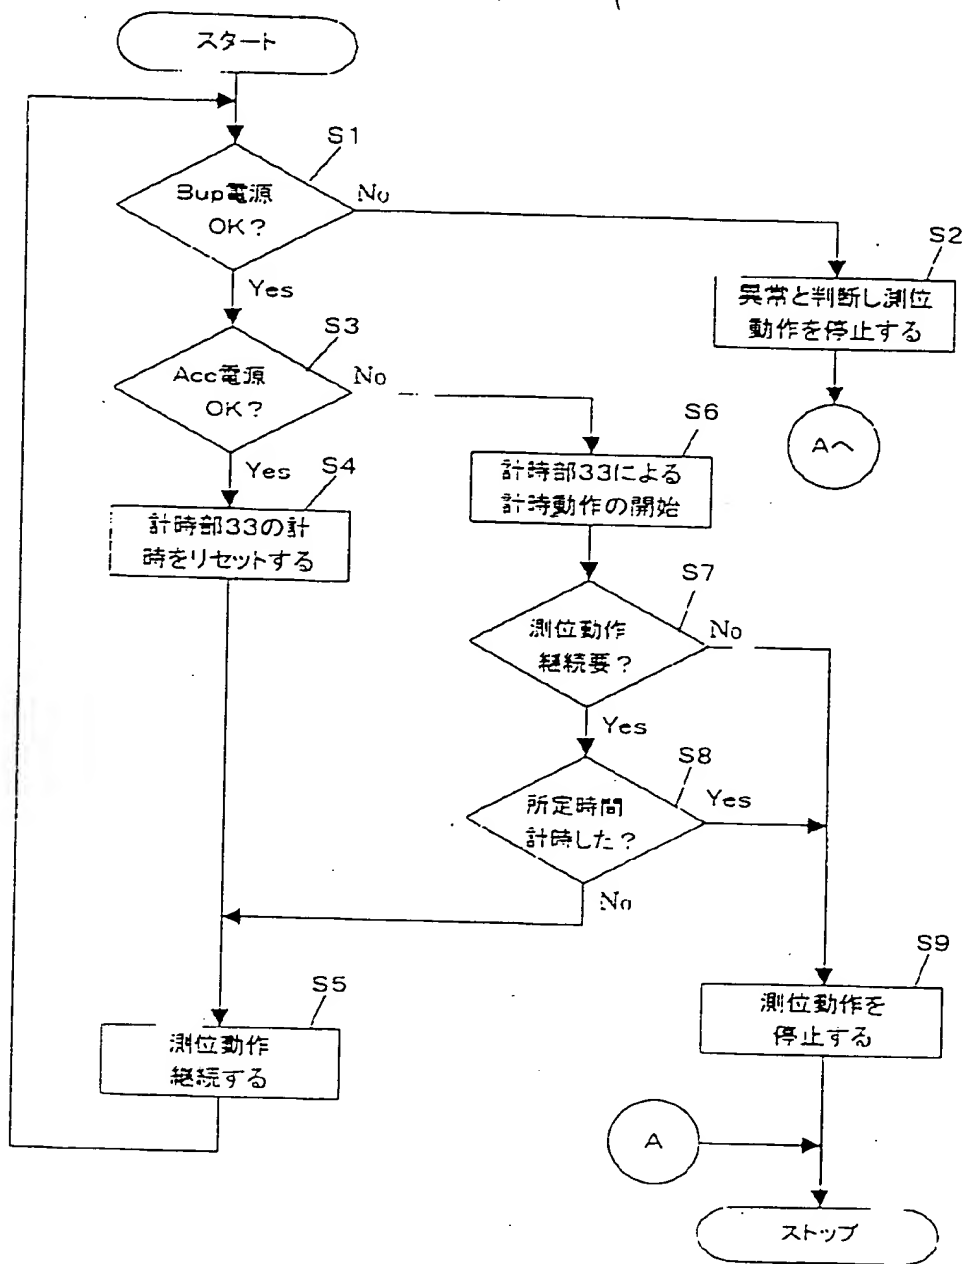 スタート
S1
Bup電源
OK?
No
Yes
S2
異常と判断し測位
動作を停止する
Aへ
S3
Acc電源
OK?
No
Yes
S4
計時部33の計
時をリセットする
S6
計時部33による
計時動作の開始
S7
測位動作
継続要?
No
Yes
S8
所定時間
計時した?
Yes
No
S5
測位動作
継続する
S9
測位動作を
停止する
A
ストップ